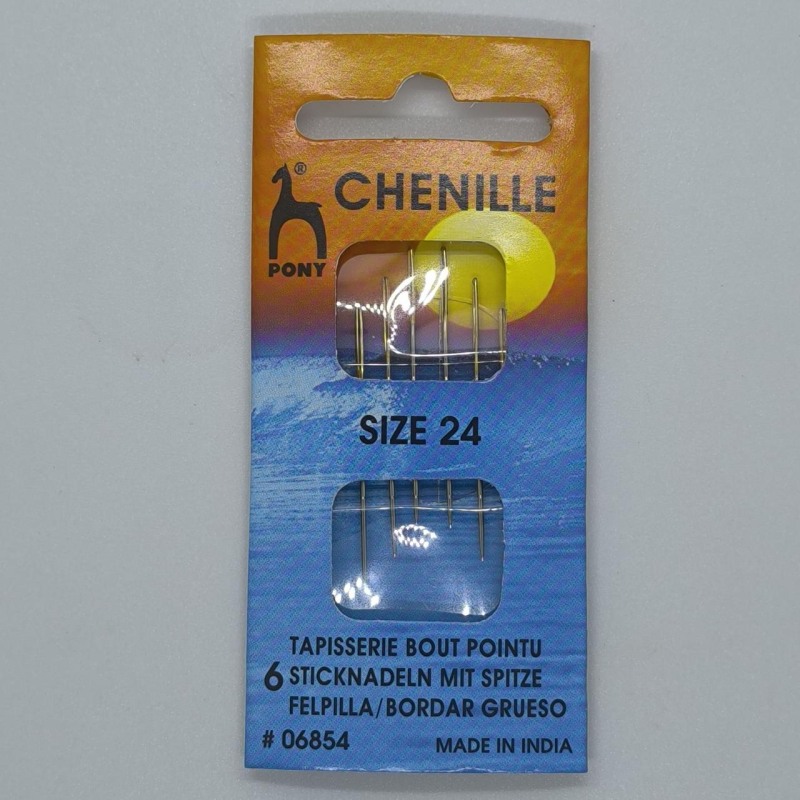 CHENILLE
®
PONY
SIZE 24
TAPISSERIE BOUT POINTU
6 STICKNADELN MIT SPITZE
FELPILLA/BORDAR GRUESO
# 06854 MADE IN INDIA